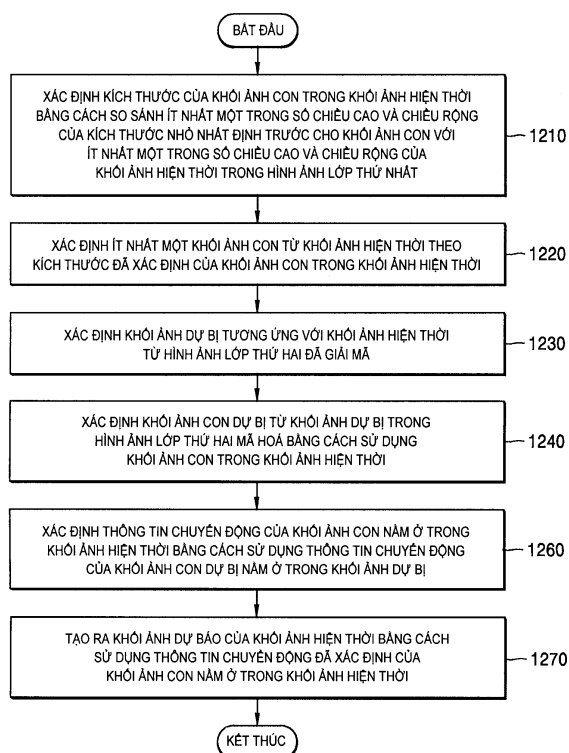 BẮT ĐẦU
XÁC ĐỊNH KÍCH THƯỚC CỦA KHỐI ẢNH CON TRONG KHỐI ẢNH HIỆN THỜI
BẰNG CÁCH SO SÁNH ÍT NHẤT MỘT TRONG SỐ CHIỀU CAO VÀ CHIỀU RỘNG
CỦA KÍCH THƯỚC NHỎ NHẤT ĐỊNH TRƯỚC CHO KHỐI ẢNH CON VỚI
ÍT NHẤT MỘT TRONG SỐ CHIỀU CAO VÀ CHIỀU RỘNG CỦA
KHỐI ẢNH HIỆN THỜI TRONG HÌNH ẢNH LỚP THỨ NHẤT
1210
XÁC ĐỊNH ÍT NHẤT MỘT KHỐI ẢNH CON TỪ KHỐI ẢNH HIỆN THỜI THEO
KÍCH THƯỚC ĐÃ XÁC ĐỊNH CỦA KHỐI ẢNH CON TRONG KHỐI ẢNH HIỆN THỜI
1220
XÁC ĐỊNH KHỐI ẢNH DỰ BỊ TƯƠNG ỨNG VỚI KHỐI ẢNH HIỆN THỜI
TỪ HÌNH ẢNH LỚP THỨ HAI ĐÃ GIẢI MÃ
1230
XÁC ĐỊNH KHỐI ẢNH CON DỰ BỊ TỪ KHỐI ẢNH DỰ BỊ TRONG
HÌNH ẢNH LỚP THỨ HAI MÃ HOÁ BẰNG CÁCH SỬ DỤNG
KHỐI ẢNH CON TRONG KHỐI ẢNH HIỆN THỜI
1240
XÁC ĐỊNH THÔNG TIN CHUYỂN ĐỘNG CỦA KHỐI ẢNH CON NẰM Ở TRONG
KHỐI ẢNH HIỆN THỜI BẰNG CÁCH SỬ DỤNG THÔNG TIN CHUYỂN ĐỘNG
CỦA KHỐI ẢNH CON DỰ BỊ NẰM Ở TRONG KHỐI ẢNH DỰ BỊ
1260
TẠO RA KHỐI ẢNH DỰ BÁO CỦA KHỐI ẢNH HIỆN THỜI BẰNG CÁCH
SỬ DỤNG THÔNG TIN CHUYỂN ĐỘNG ĐÃ XÁC ĐỊNH CỦA
KHỐI ẢNH CON NẰM Ở TRONG KHỐI ẢNH HIỆN THỜI
1270
KẾT THÚC